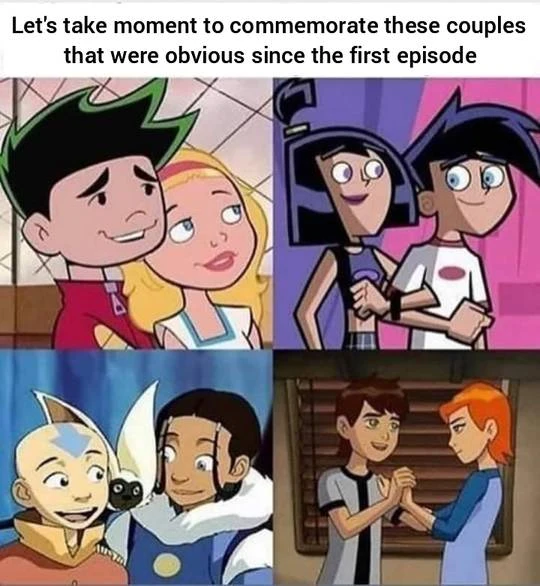 Let's take moment to commemorate these couples
that were obvious since the first episode